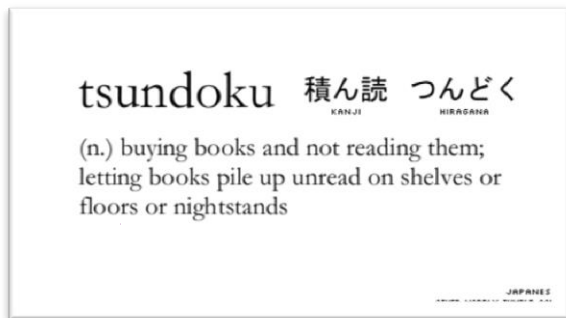 tsundoku 積ん読 つんどく
KANJI HIRAGANA
(n.) buying books and not reading them;
letting books pile up unread on shelves or
floors or nightstands
JAPANES